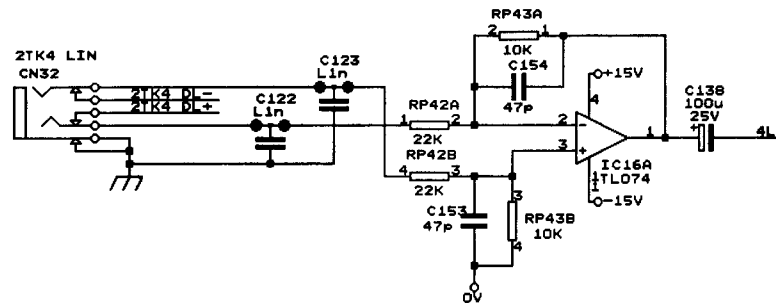 RP43A
2 1
10K
2TK4 LIN
CN32
C123
L1n
C154
47p
+15V
4
C138
100u
25V
+
2TK4 DL-
2TK4 DL+
C122
L1n
RP42A
1 2
22K
2 -
3 +
1
4L
RP42B
4 3
22K
IC16A
TL074
11
-15V
C153
47p
3
RP43B
10K
4
0V